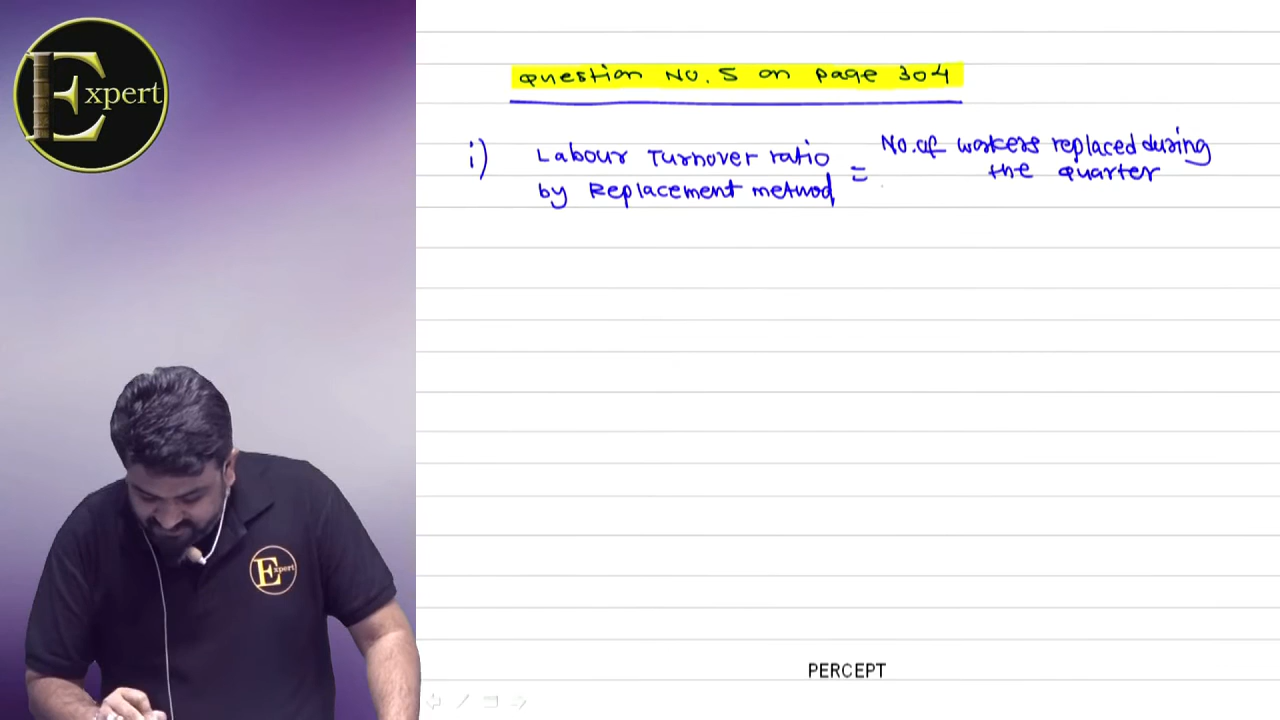 Expert
Question No. 5 on page 304
i) Labour Turnover ratio
by Replacement method
=
No. of workers replaced during
the quarter
Expert
PERCEPT